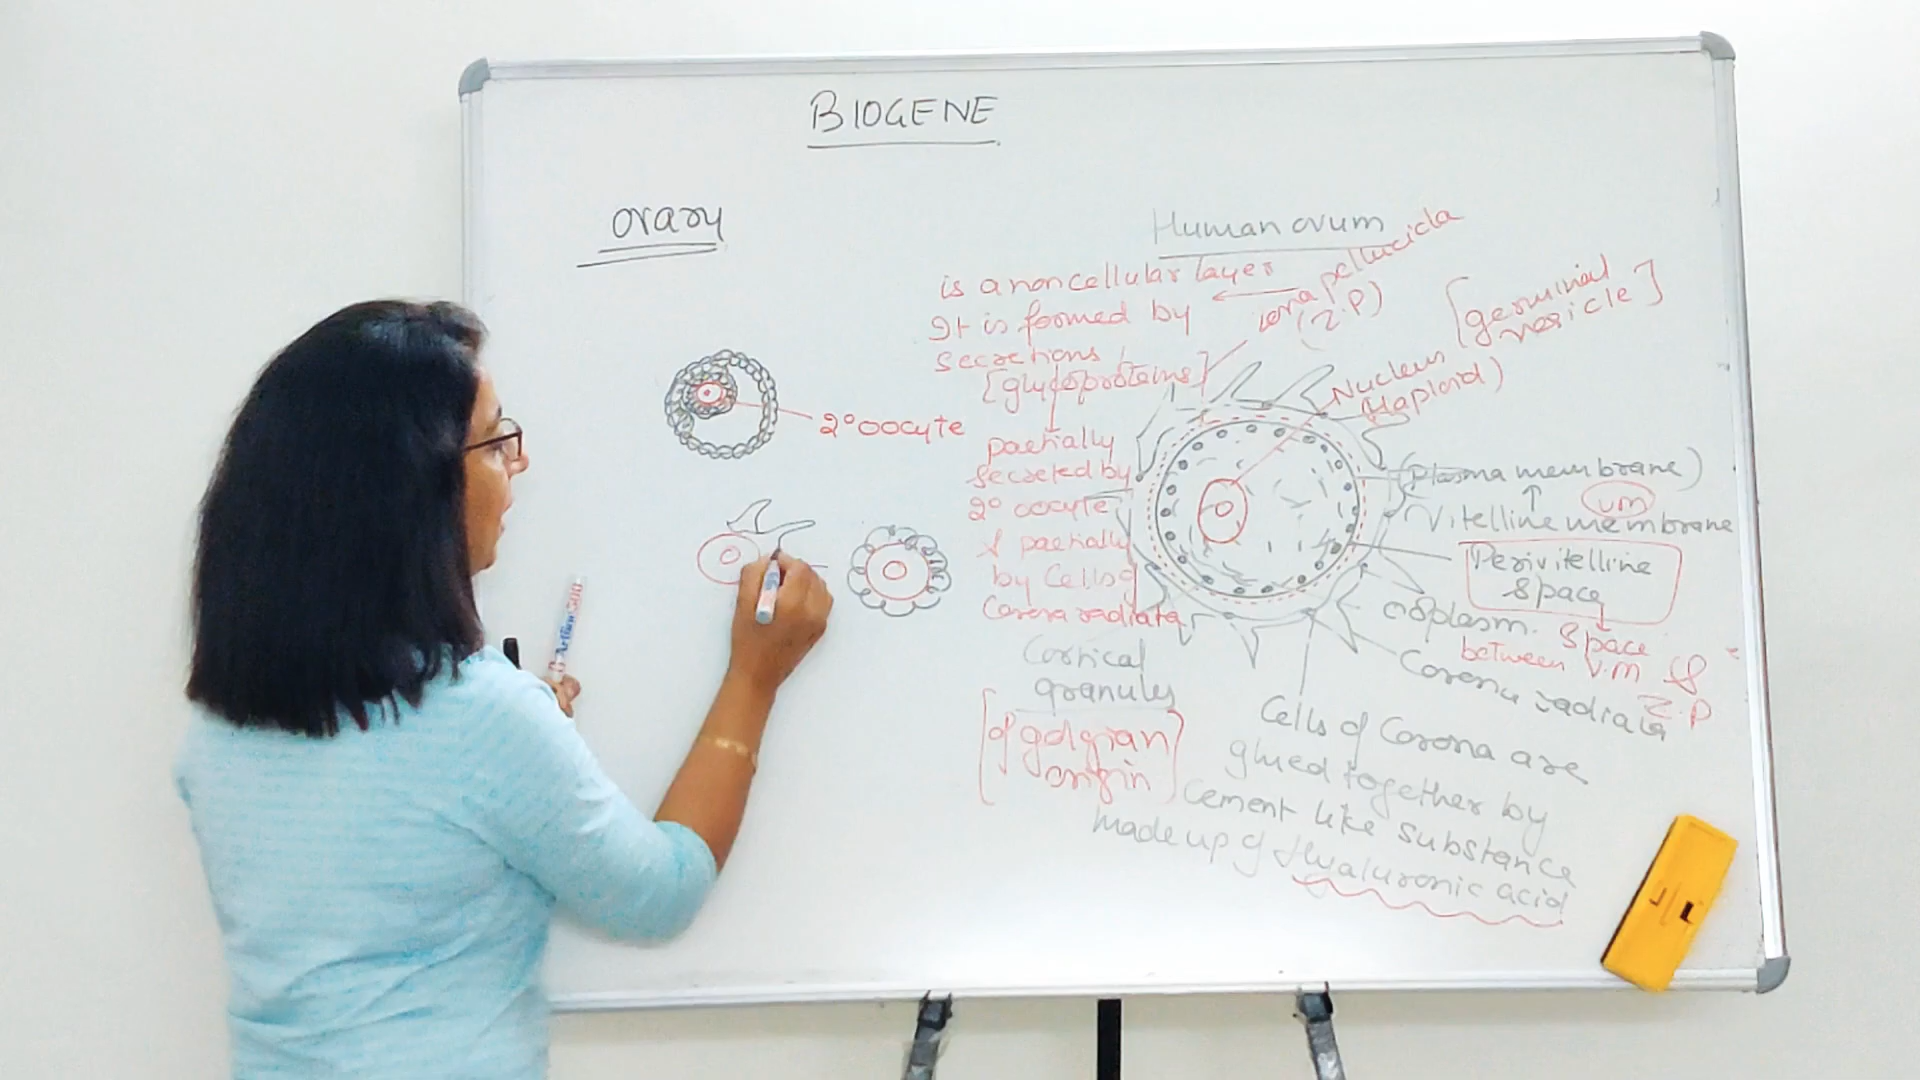 BIOGENE
ovary
2° oocyte
Human ovum
zona pellucida
(Z.P)
is a noncellular layer
It is formed by
secretions
[glycoproteins]
partially
secreted by
2° oocyte
& partially
by Cells of
Corona radiata
Nucleus [germinal
vesicle]
(Haploid)
(Plasma membrane)
Vitelline membrane
vm
Perivitelline
Space
Space
between V.M &
Z.P
ooplasm.
Corona radiata
Cortical
granules
[of golgian
origin]
Cells of Corona are
glued together by
Cement like substance
made up of Hyaluronic acid
Artline 500